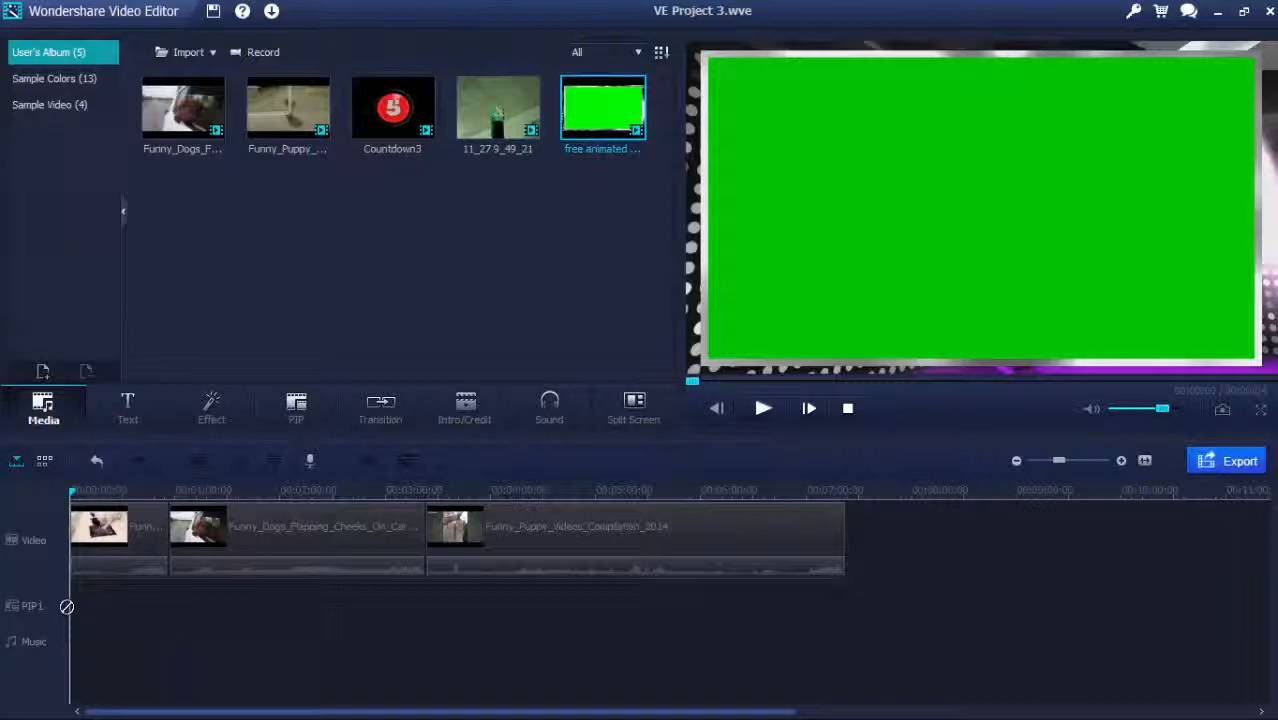 Wondershare Video Editor
VE Project 3.wve
User's Album (5)
Import
Record
All
Sample Colors (13)
Sample Video (4)
5
Funny_Dogs_F...
Funny_Puppy_...
Countdown3
11_27 9_49_21
free animated ...
Media
Text
Effect
PIP
Transition
Intro/Credit
Sound
Split Screen
Export
Video
Funn...
Funny_Dogs_Flapping_Cheeks_On_Car...
Funny_Puppy_Videos_Compilation_2014
PIP1
Music